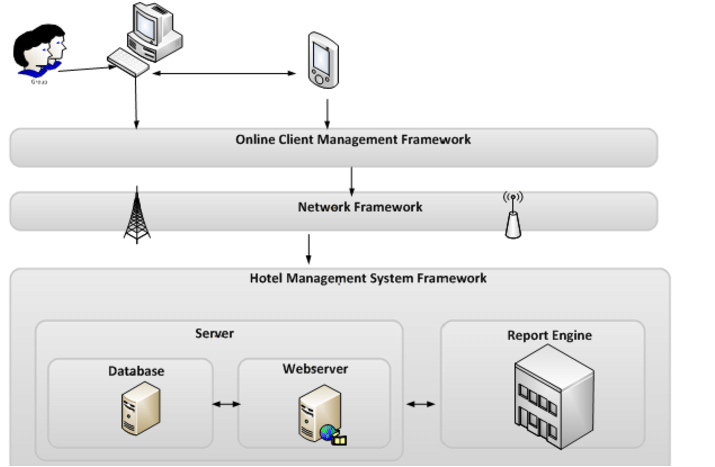 Group
Online Client Management Framework
Network Framework
Hotel Management System Framework
Server
Report Engine
Database
Webserver